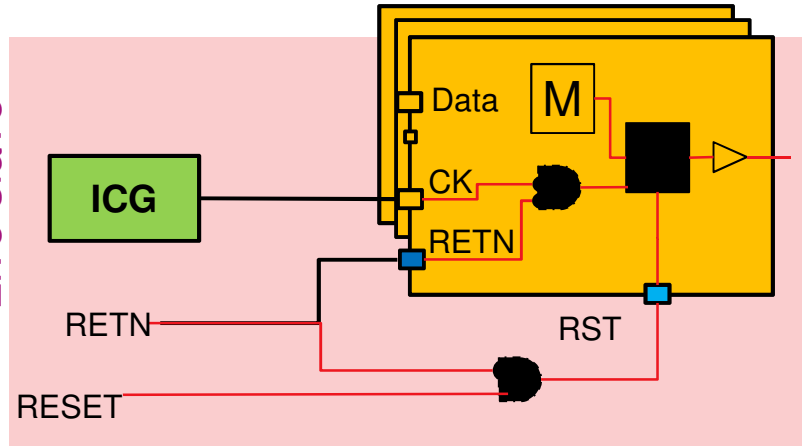 Data
M
ICG
CK
RETN
RETN
RST
RESET